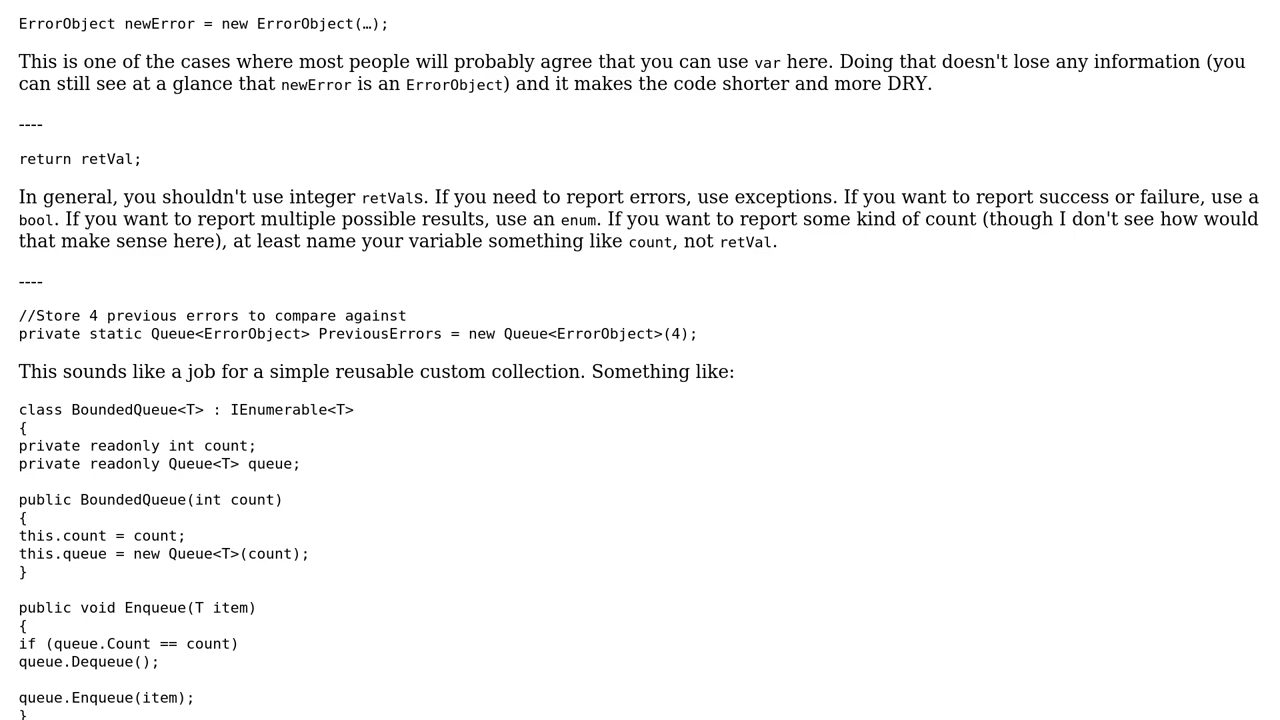 ErrorObject newError = new ErrorObject(…);
This is one of the cases where most people will probably agree that you can use var here. Doing that doesn't lose any information (you
can still see at a glance that newError is an ErrorObject) and it makes the code shorter and more DRY.
----
return retVal;
In general, you shouldn't use integer retVals. If you need to report errors, use exceptions. If you want to report success or failure, use a
bool. If you want to report multiple possible results, use an enum. If you want to report some kind of count (though I don't see how would
that make sense here), at least name your variable something like count, not retVal.
----
//Store 4 previous errors to compare against
private static Queue<ErrorObject> PreviousErrors = new Queue<ErrorObject>(4);
This sounds like a job for a simple reusable custom collection. Something like:
class BoundedQueue<T> : IEnumerable<T>
{
private readonly int count;
private readonly Queue<T> queue;
public BoundedQueue(int count)
{
this.count = count;
this.queue = new Queue<T>(count);
}
public void Enqueue(T item)
{
if (queue.Count == count)
queue.Dequeue();
queue.Enqueue(item);
}